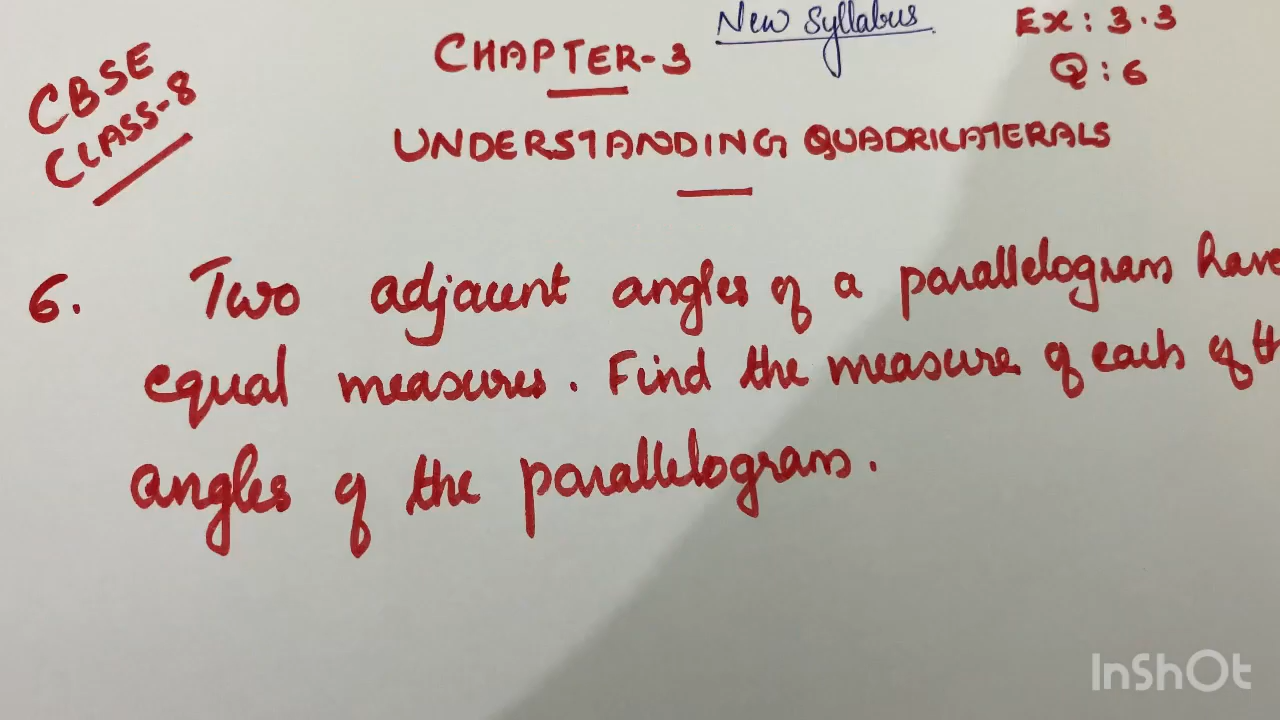 New Syllabus
CBSE
CLASS-8
CHAPTER-3
Ex: 3.3
Q: 6
UNDERSTANDING QUADRILATERALS
6. Two adjacent angles of a parallelogram have
equal measures. Find the measure of each of th
angles of the parallelogram.
InShOt